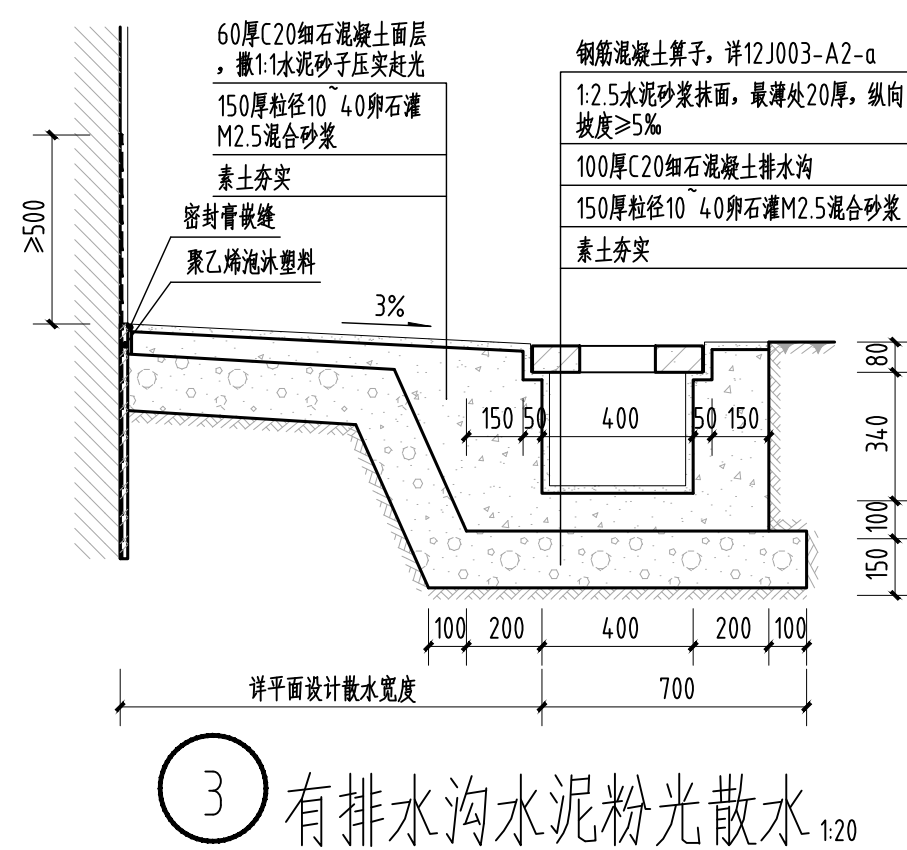 60厚C20细石混凝土面层
，撒1:1水泥砂子压实赶光
150厚粒径10~40卵石灌
M2.5混合砂浆
素土夯实
密封膏嵌缝
聚乙烯泡沫塑料
钢筋混凝土箅子，详12J003-A2-a
1:2.5水泥砂浆抹面，最薄处20厚，纵向
坡度≥5‰
100厚C20细石混凝土排水沟
150厚粒径10~40卵石灌M2.5混合砂浆
素土夯实
≥500
3%
150 50 400 50 150
80
340
100
150
100 200 400 200 100
详平面设计散水宽度 700
3 有排水沟水泥粉光散水 1:20